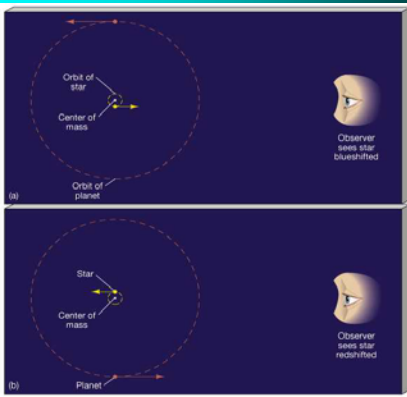 Orbit of
star
Center of
mass
Observer
sees star
blueshifted
(a)
Orbit of
planet
Star
Center of
mass
Observer
sees star
redshifted
(b)
Planet